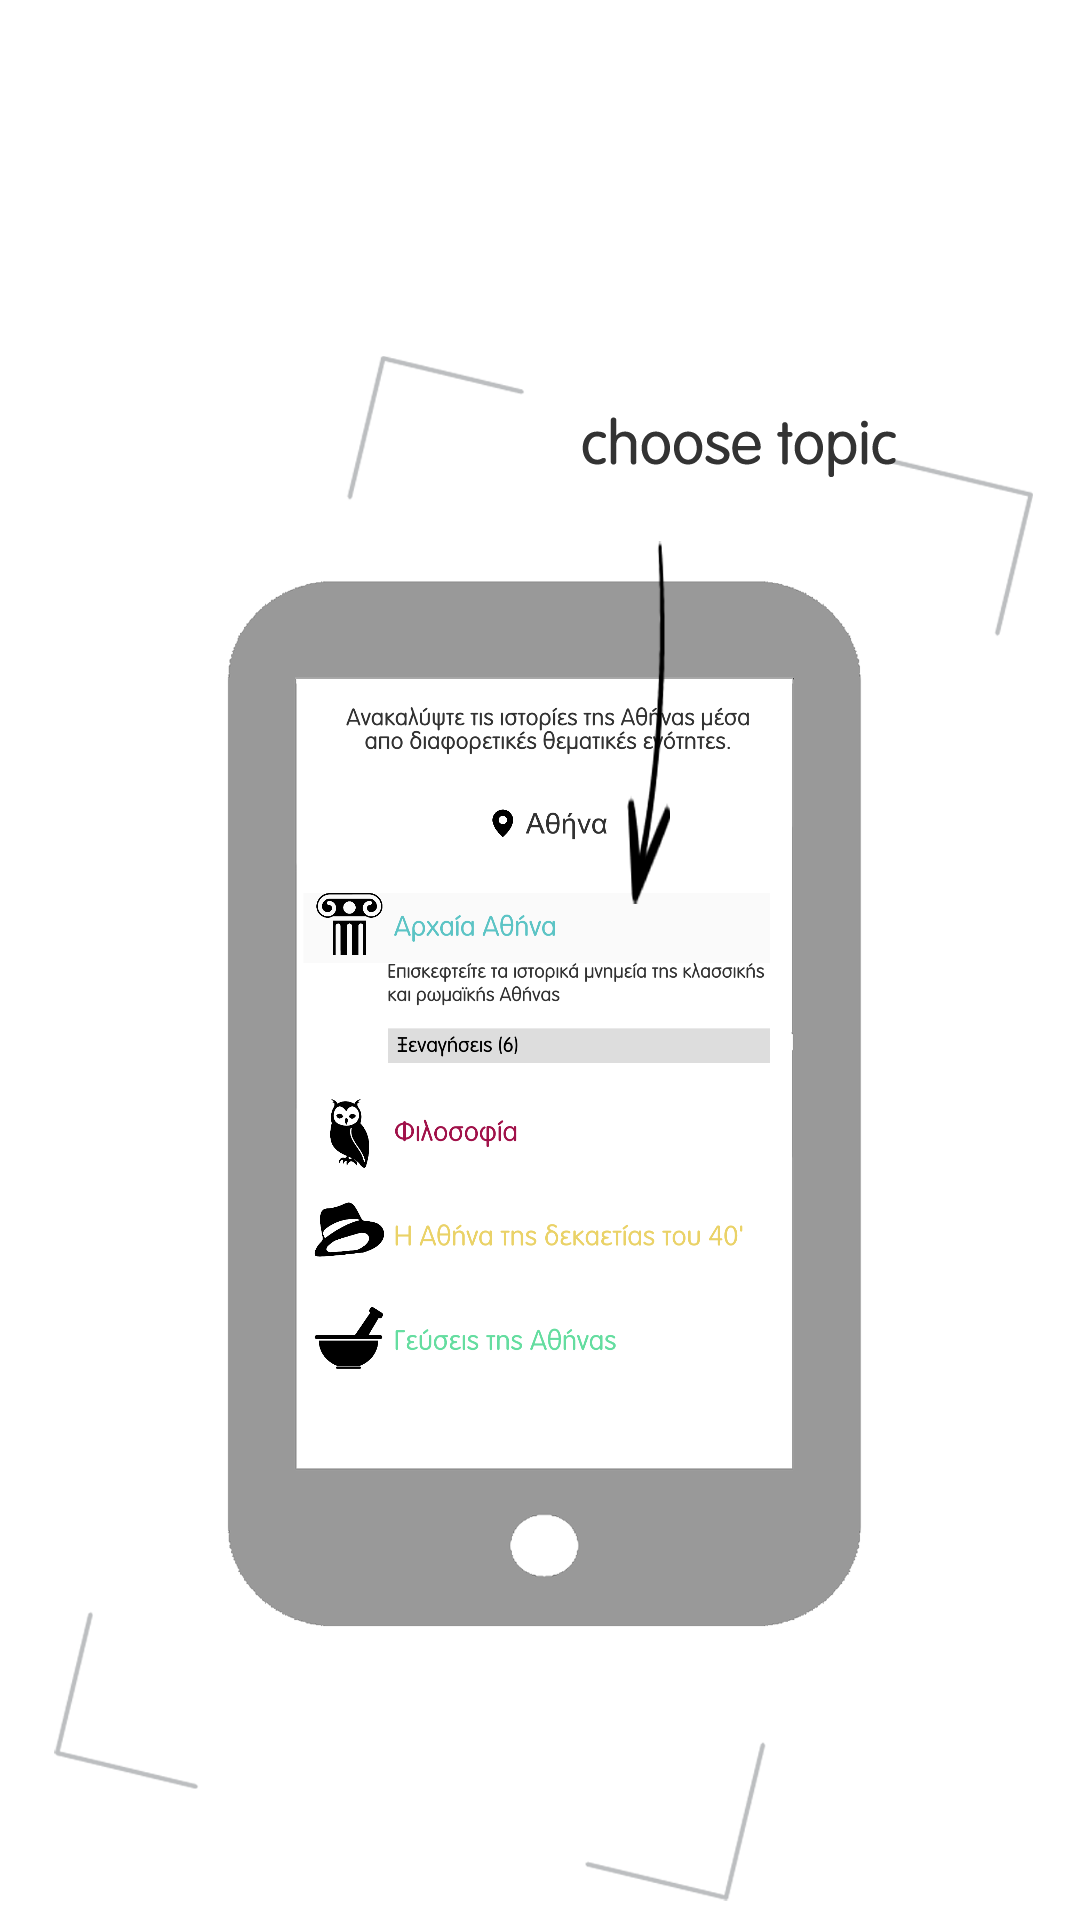 choose topic
Ανακαλύψτε τις ιστορίες της Αθήνας μέσα
απο διαφορετικές θεματικές ενότητες.
Αθήνα
Αρχαία Αθήνα
Επισκεφτείτε τα ιστορικά μνημεία της κλασσικής
και ρωμαϊκής Αθήνας
Ξεναγήσεις (6)
Φιλοσοφία
Η Αθήνα της δεκαετίας του 40'
Γεύσεις της Αθήνας